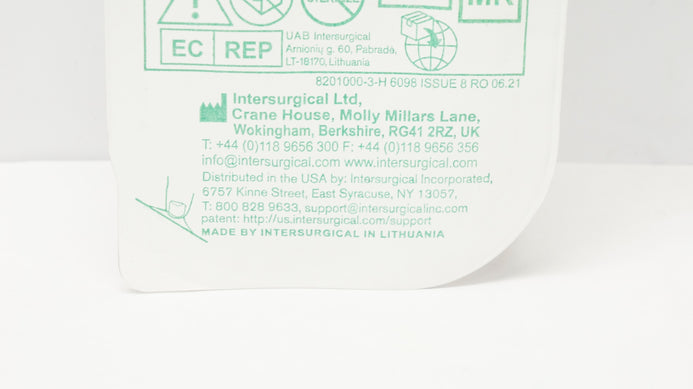 STERILIZE
MR
EC REP
UAB Intersurgical
Arnionių g. 60, Pabradė,
LT-18170, Lithuania
8201000-3-H 6098 ISSUE 8 RO 06.21
Intersurgical Ltd,
Crane House, Molly Millars Lane,
Wokingham, Berkshire, RG41 2RZ, UK
T: +44 (0)118 9656 300 F: +44 (0)118 9656 356
info@intersurgical.com www.intersurgical.com
Distributed in the USA by: Intersurgical Incorporated,
6757 Kinne Street, East Syracuse, NY 13057,
T: 800 828 9633, support@intersurgicalinc.com
patent: http://us.intersurgical.com/support
MADE BY INTERSURGICAL IN LITHUANIA